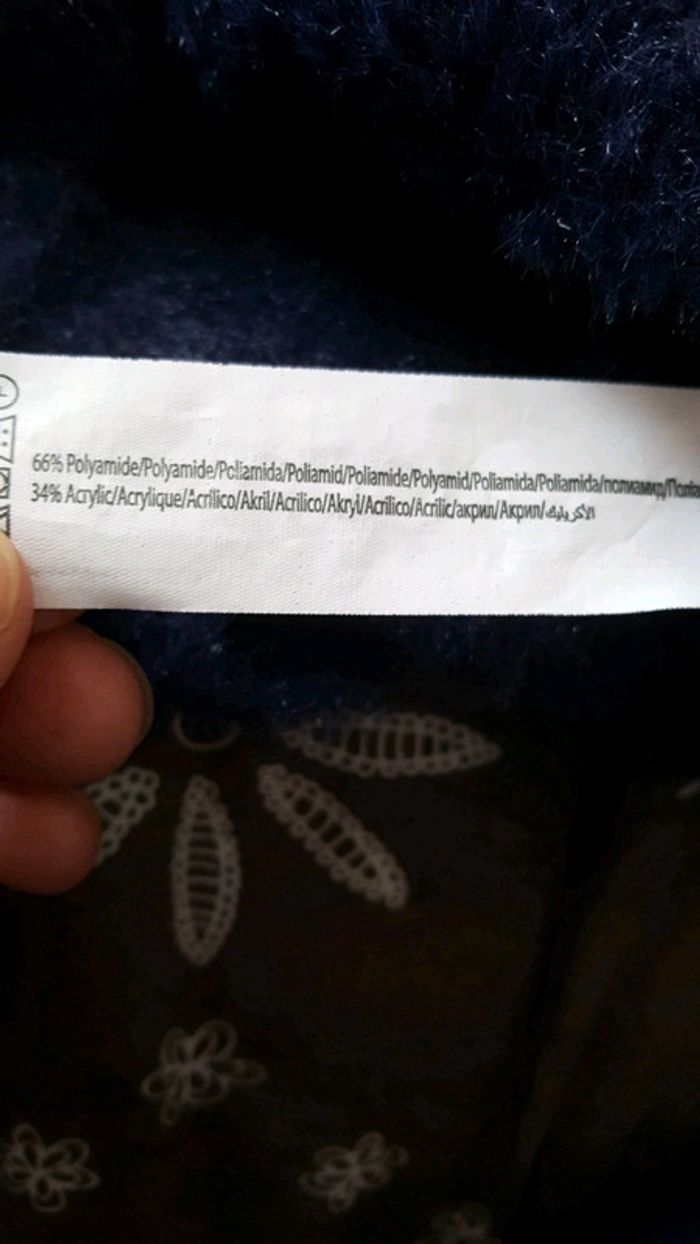 66% Polyamide/Polyamide/Poliamida/Poliamid/Poliamide/Polyamid/Poliamida/Poliamida/полиамид/
34% Acrylic/Acrylique/Acrílico/Akril/Acrilico/Akryl/Acrilico/Acrilic/акрил/Акрил/الأكريليك